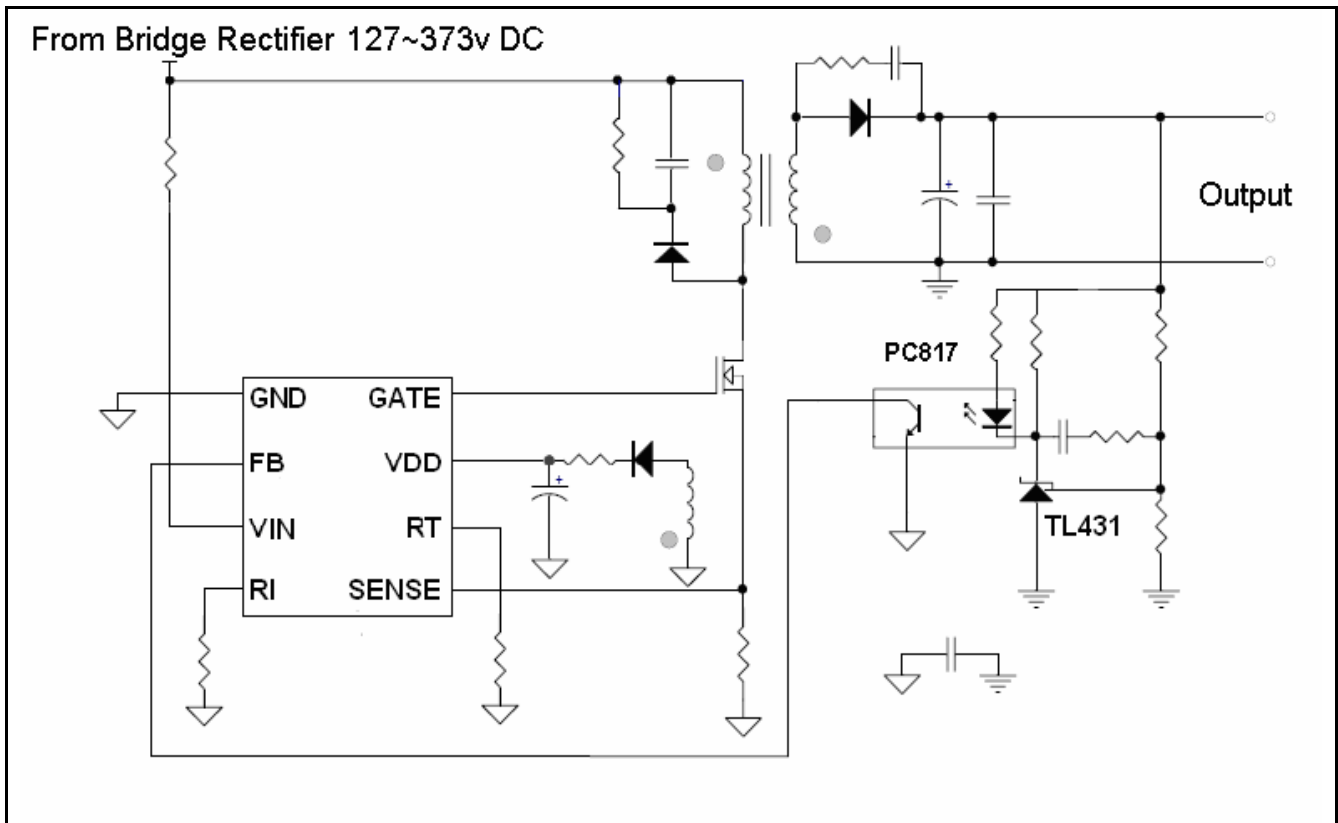 From Bridge Rectifier 127~373v DC
Output
PC817
GND GATE
FB VDD
VIN RT
RI SENSE
TL431
+
+